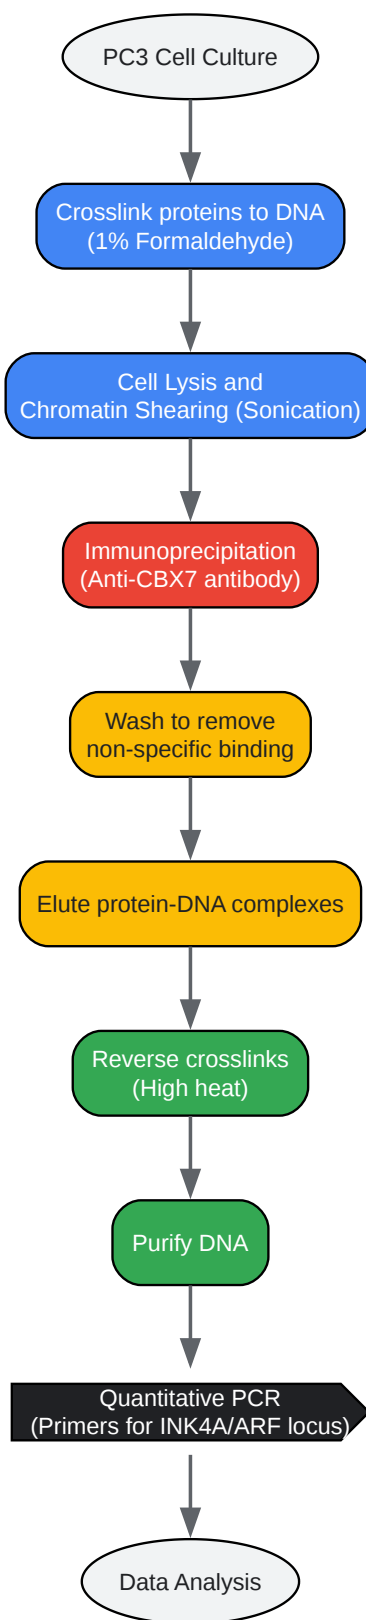 PC3 Cell Culture
Crosslink proteins to DNA
(1% Formaldehyde)
Cell Lysis and
Chromatin Shearing (Sonication)
Immunoprecipitation
(Anti-CBX7 antibody)
Wash to remove
non-specific binding
Elute protein-DNA complexes
Reverse crosslinks
(High heat)
Purify DNA
Quantitative PCR
(Primers for INK4A/ARF locus)
Data Analysis